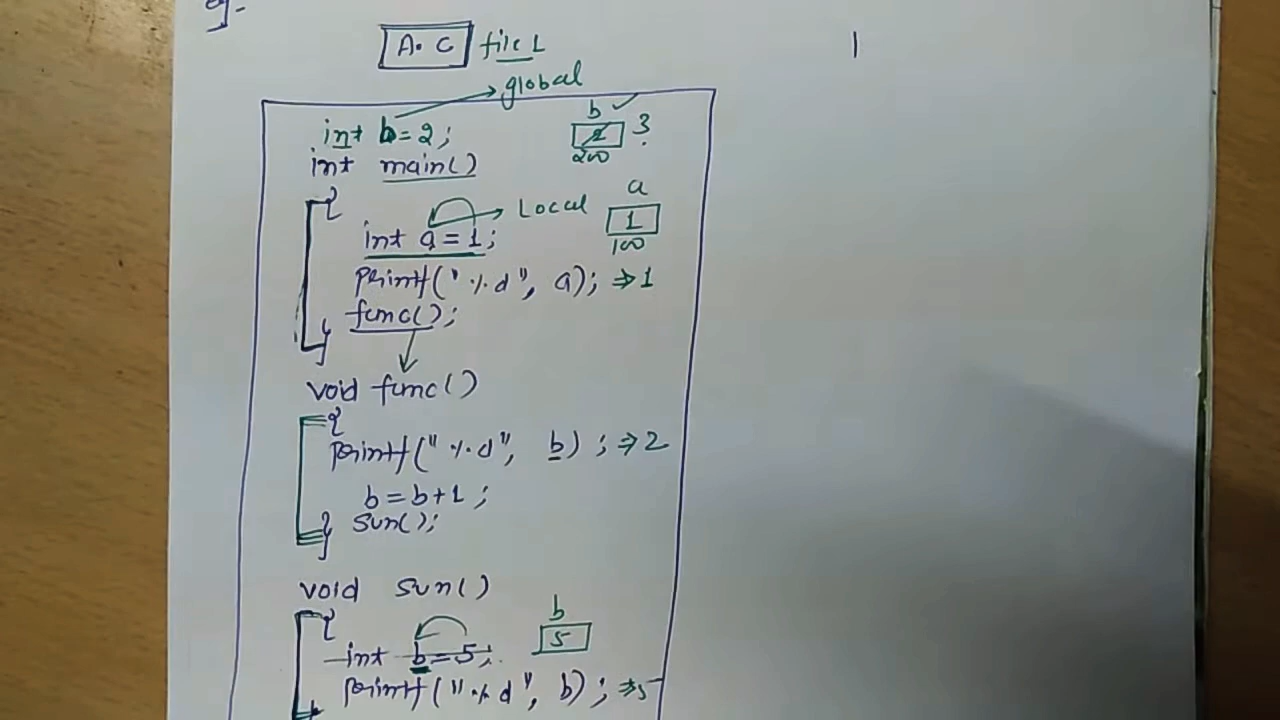 A.C file 1
global
int b=2;
b
2 3
200
int main()
{
int a=1; Local
a
1
100
printf("%d", a); ⇒1
func();
}
void func()
{
printf("%d", b); ⇒2
b=b+1;
sun();
}
void sun()
{
int b=5;
b
5
printf("%d", b); ⇒5